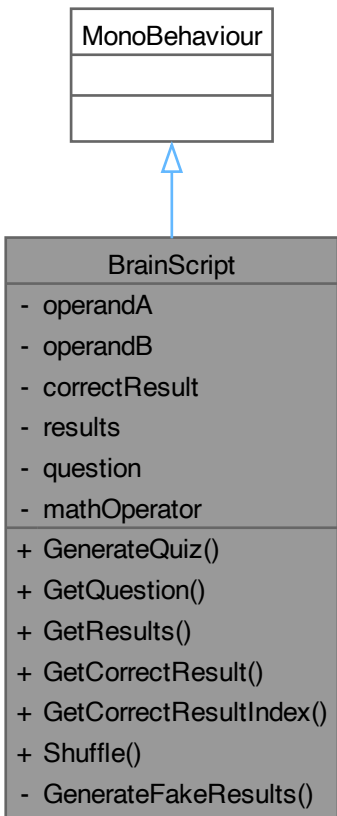 MonoBehaviour
BrainScript
- operandA
- operandB
- correctResult
- results
- question
- mathOperator
+ GenerateQuiz()
+ GetQuestion()
+ GetResults()
+ GetCorrectResult()
+ GetCorrectResultIndex()
+ Shuffle()
- GenerateFakeResults()